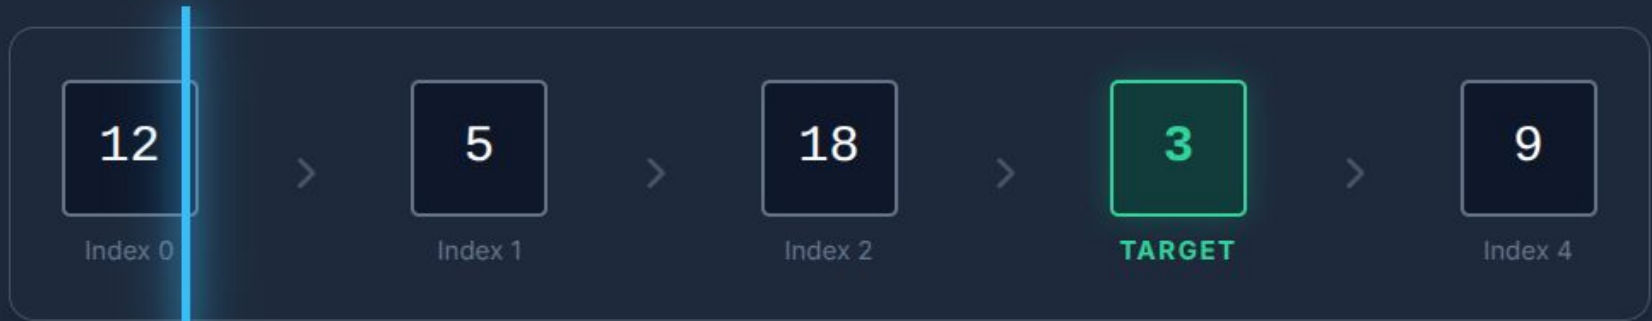 12 5 18 3 9
Index 0 Index 1 Index 2 TARGET Index 4